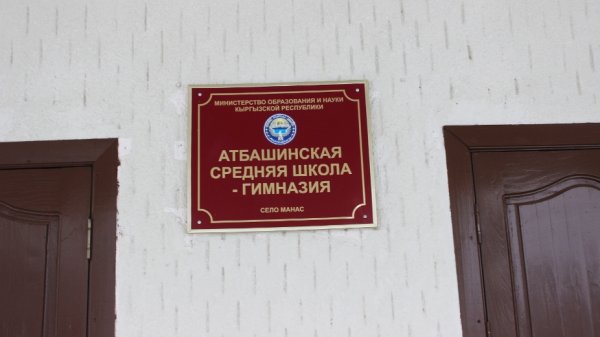 МИНИСТЕРСТВО ОБРАЗОВАНИЯ И НАУКИ
КЫРГЫЗСКОЙ РЕСПУБЛИКИ
АТБАШИНСКАЯ
СРЕДНЯЯ ШКОЛА
- ГИМНАЗИЯ
СЕЛО МАНАС